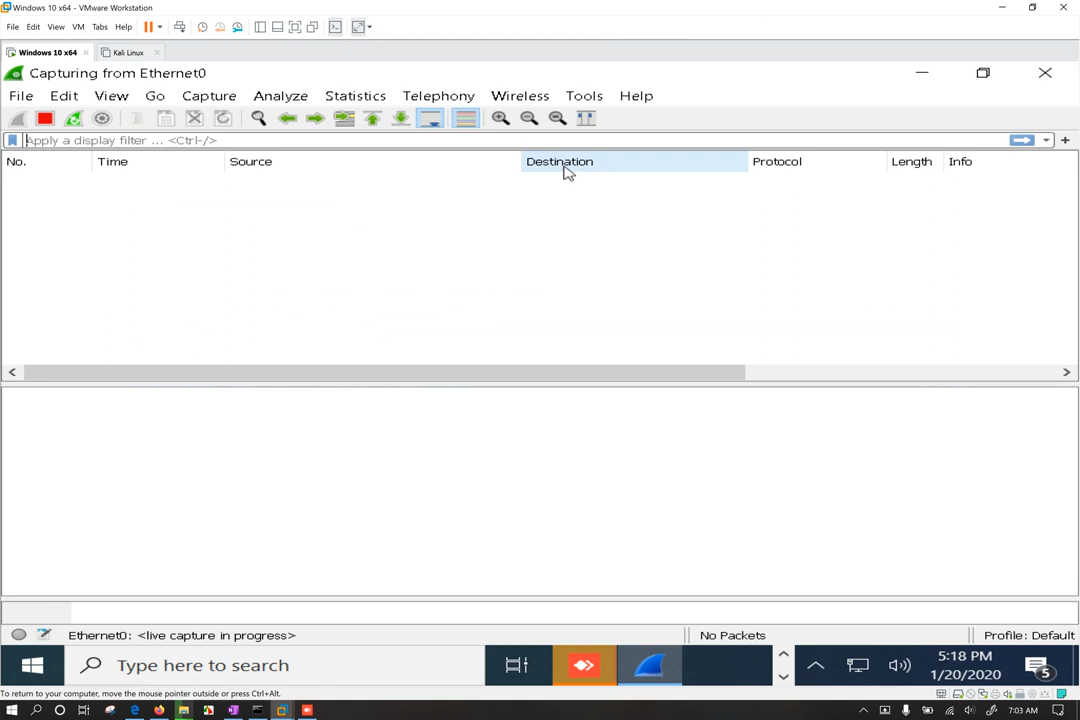 Windows 10 x64 - VMware Workstation
File Edit View VM Tabs Help
Windows 10 x64 Kali Linux
Capturing from Ethernet0
File Edit View Go Capture Analyze Statistics Telephony Wireless Tools Help
Apply a display filter ... <Ctrl-/>
No. Time Source Destination Protocol Length Info
Ethernet0: <live capture in progress> No Packets Profile: Default
Type here to search
5:18 PM
1/20/2020
5
To return to your computer, move the mouse pointer outside or press Ctrl+Alt.
7:03 AM